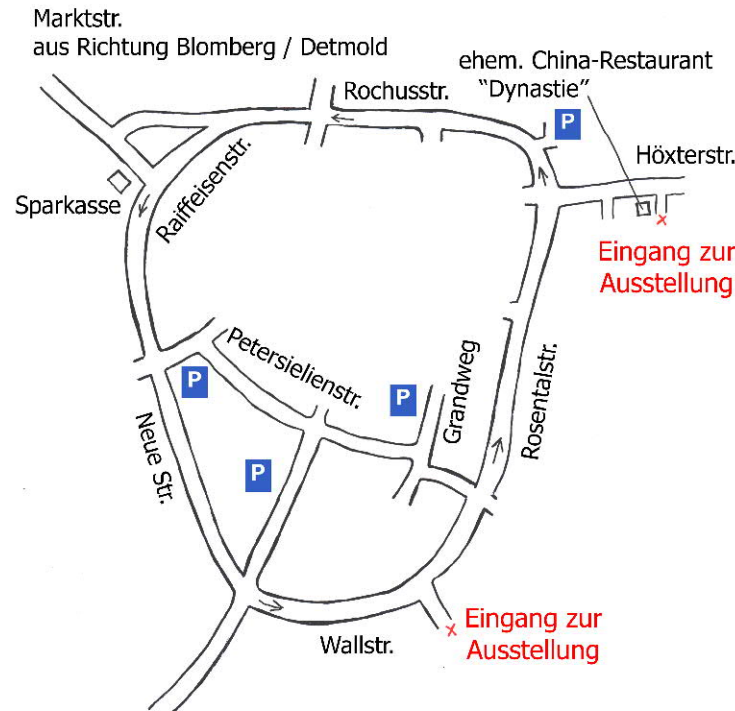 Marktstr.
aus Richtung Blomberg / Detmold
ehem. China-Restaurant
"Dynastie"
Rochusstr.
P
Höxterstr.
Sparkasse
Raiffeisenstr.
Eingang zur
Ausstellung
Petersielienstr.
P
P
Grandweg
Rosentalstr.
Neue Str.
P
Wallstr.
Eingang zur
Ausstellung